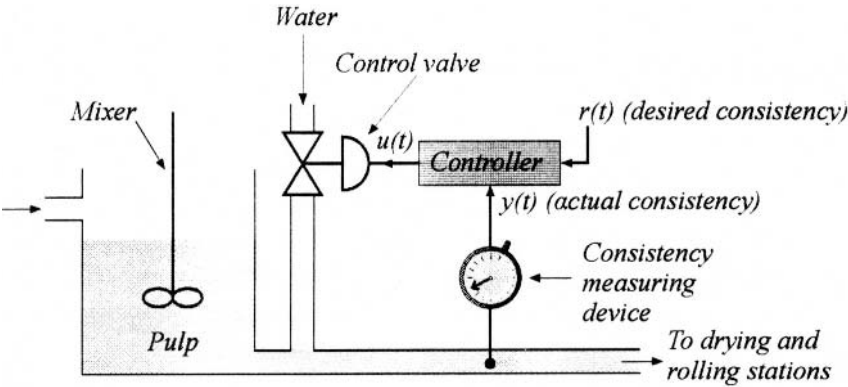 Water
Control valve
Mixer
u(t)
Controller
r(t) (desired consistency)
y(t) (actual consistency)
Consistency
measuring
device
Pulp
To drying and
rolling stations